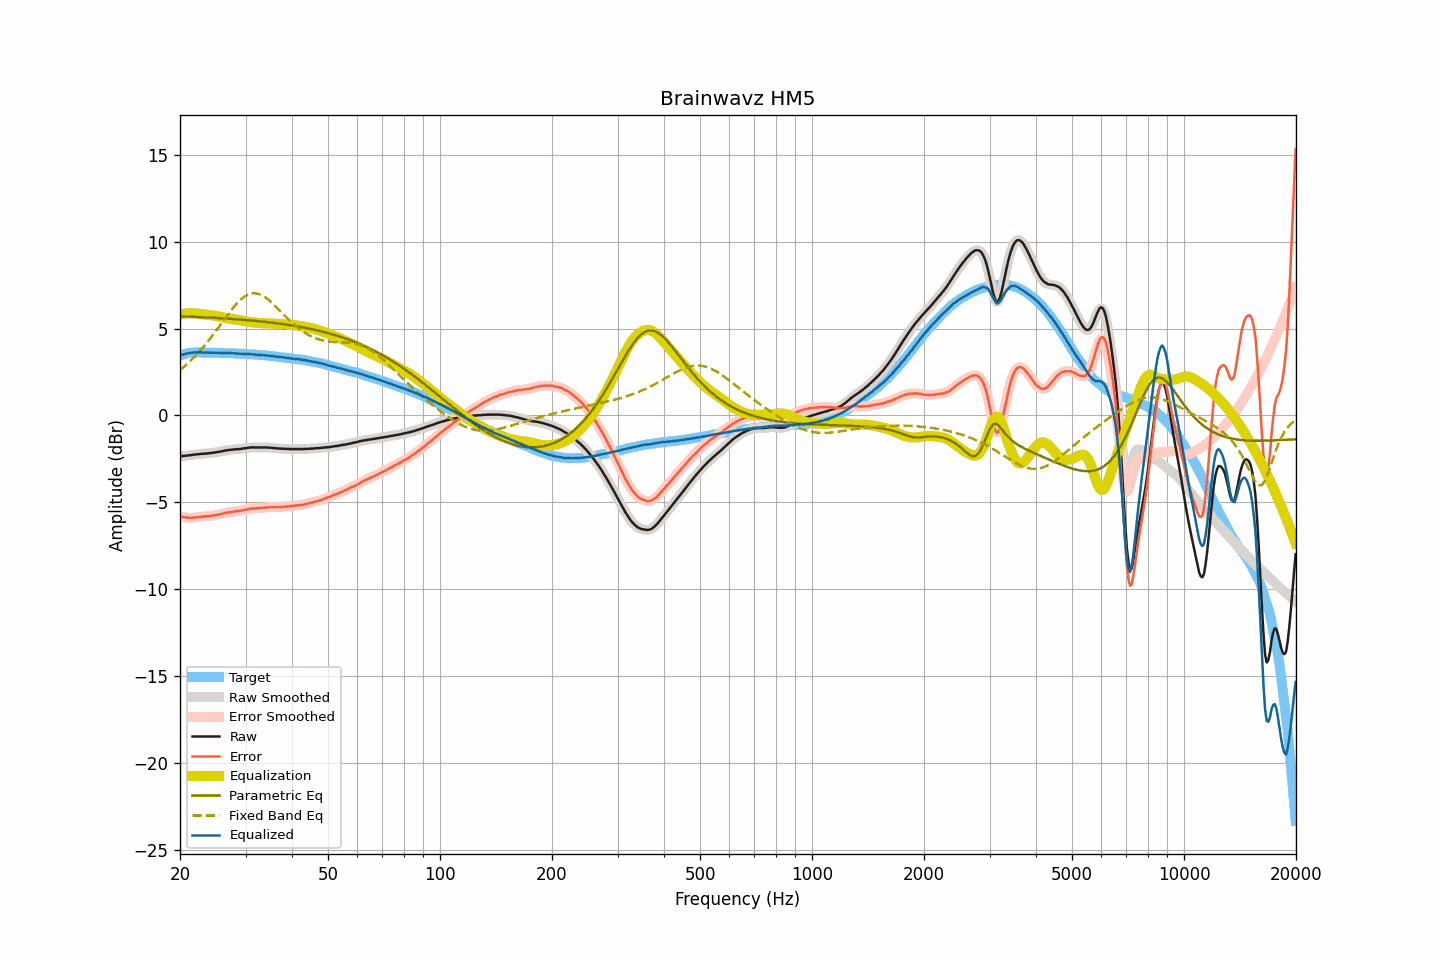 Brainwavz HM5
15
10
5
0
−5
−10
−15
−20
−25
Amplitude (dBr)
Target
Raw Smoothed
Error Smoothed
Raw
Error
Equalization
Parametric Eq
Fixed Band Eq
Equalized
20 50 100 200 500 1000 2000 5000 10000 20000
Frequency (Hz)